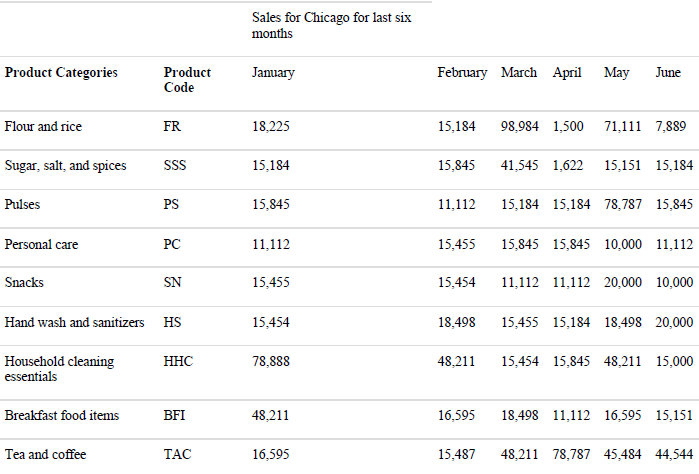 Sales for Chicago for last six
months
Product Categories Product Code January February March April May June
Flour and rice FR 18,225 15,184 98,984 1,500 71,111 7,889
Sugar, salt, and spices SSS 15,184 15,845 41,545 1,622 15,151 15,184
Pulses PS 15,845 11,112 15,184 15,184 78,787 15,845
Personal care PC 11,112 15,455 15,845 15,845 10,000 11,112
Snacks SN 15,455 15,454 11,112 11,112 20,000 10,000
Hand wash and sanitizers HS 15,454 18,498 15,455 15,184 18,498 20,000
Household cleaning essentials HHC 78,888 48,211 15,454 15,845 48,211 15,000
Breakfast food items BFI 48,211 16,595 18,498 11,112 16,595 15,151
Tea and coffee TAC 16,595 15,487 48,211 78,787 45,484 44,544